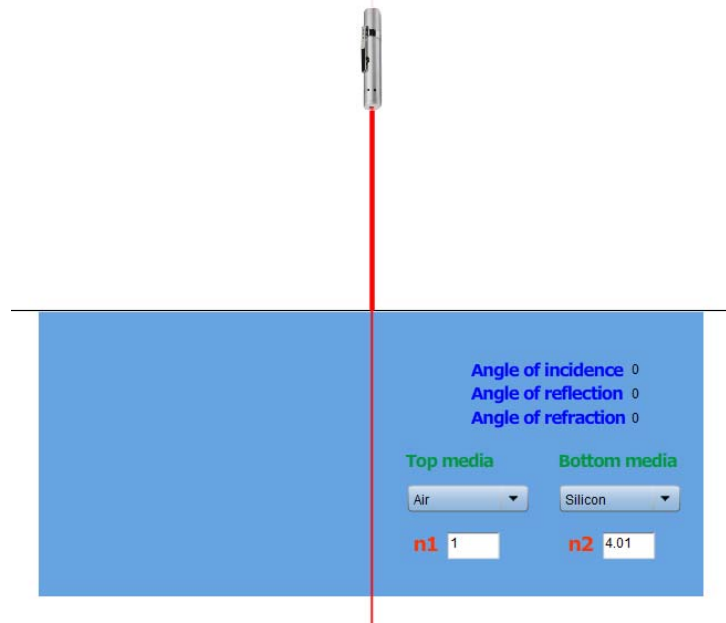 Angle of incidence 0
Angle of reflection 0
Angle of refraction 0
Top media Bottom media
Air Silicon
n1 1 n2 4.01